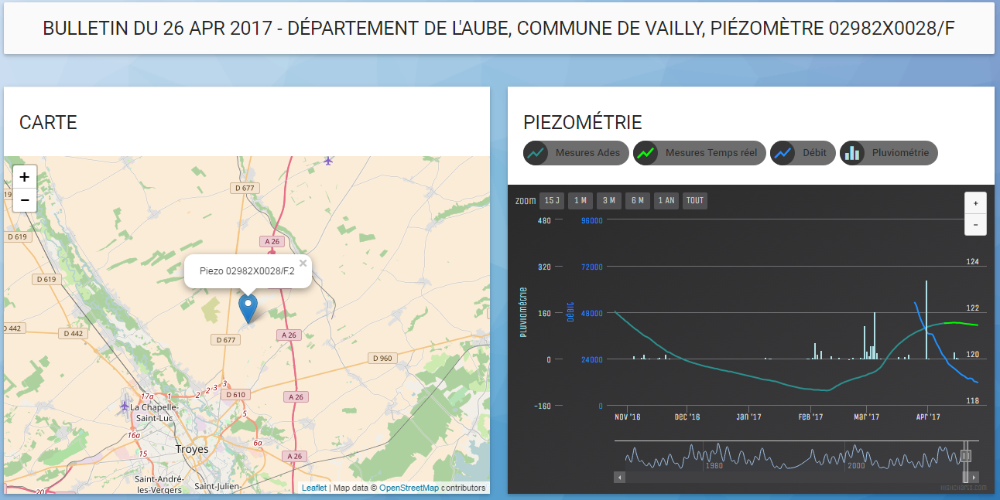 BULLETIN DU 26 APR 2017 - DÉPARTEMENT DE L'AUBE, COMMUNE DE VAILLY, PIÉZOMÈTRE 02982X0028/F
CARTE
+
−
D 677
19
D 619
A 26
D 619
Piezo 02982X0028/F.2
×
D 442
D 442
A 26
D 677
D 960
3
3
2
2
1
17a
D 610
A 26
La Chapelle-
Saint-Luc
5
16a
6a
Troyes
15
A 26
Saint-André-
les-Vergers
Saint-Julien-
20
Leaflet | Map data © OpenStreetMap contributors
PIEZOMÉTRIE
Mesures Ades
Mesures Temps réel
Débit
Pluviométrie
zoom 15 J 1 M 3 M 6 M 1 AN TOUT
+
-
480 96000
124
320 72000
122
160 48000
120
0 24000
118
-160 0
Pluviométrie
Débit
Nov '16 Dec '16 Jan '17 Feb '17 Mar '17 Apr '17
1980 2000
Highcharts.com